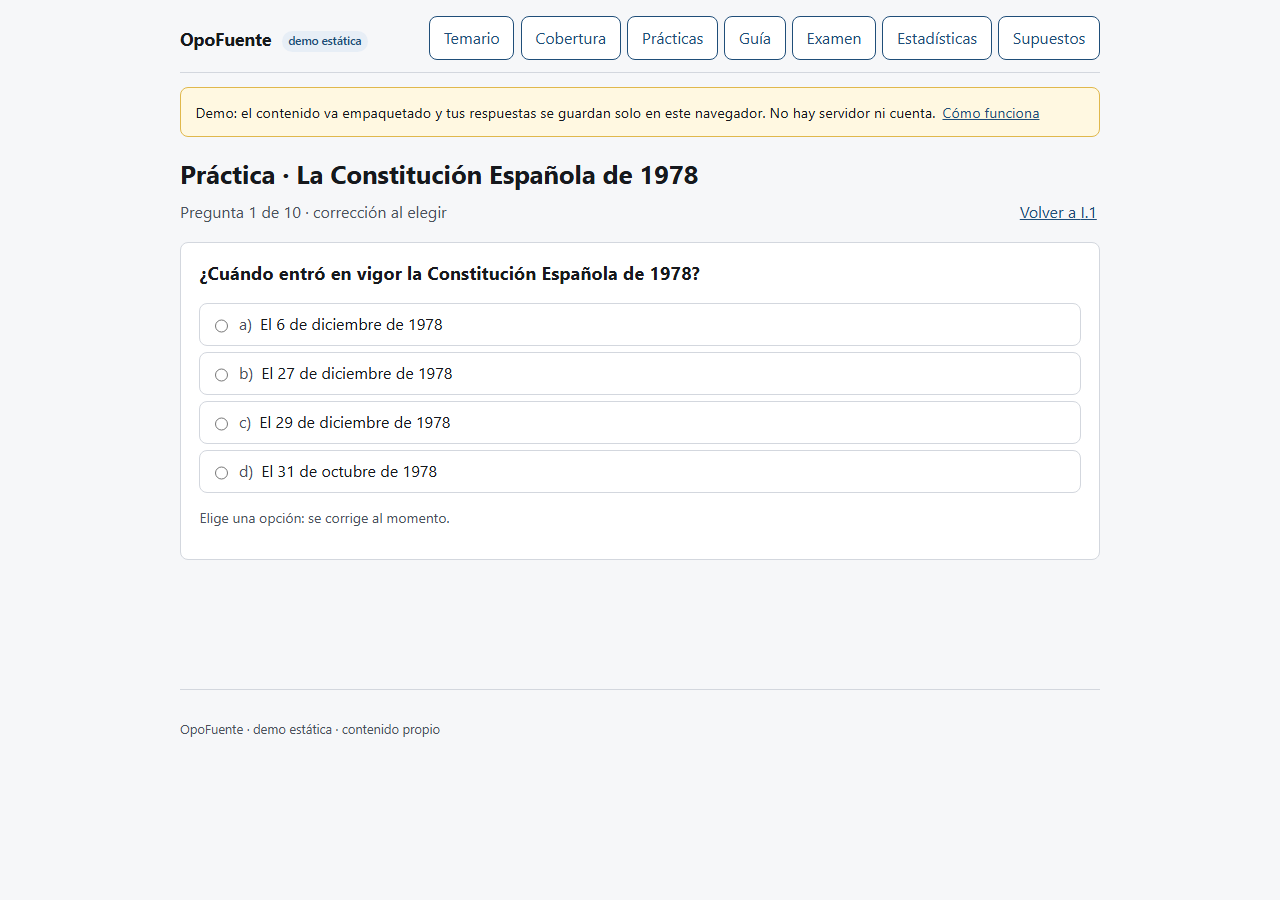 OpoFuente demo estática Temario Cobertura Prácticas Guía Examen Estadísticas Supuestos
Demo: el contenido va empaquetado y tus respuestas se guardan solo en este navegador. No hay servidor ni cuenta. Cómo funciona
Práctica · La Constitución Española de 1978
Pregunta 1 de 10 · corrección al elegir Volver a I.1
¿Cuándo entró en vigor la Constitución Española de 1978?
a) El 6 de diciembre de 1978
b) El 27 de diciembre de 1978
c) El 29 de diciembre de 1978
d) El 31 de octubre de 1978
Elige una opción: se corrige al momento.
OpoFuente · demo estática · contenido propio